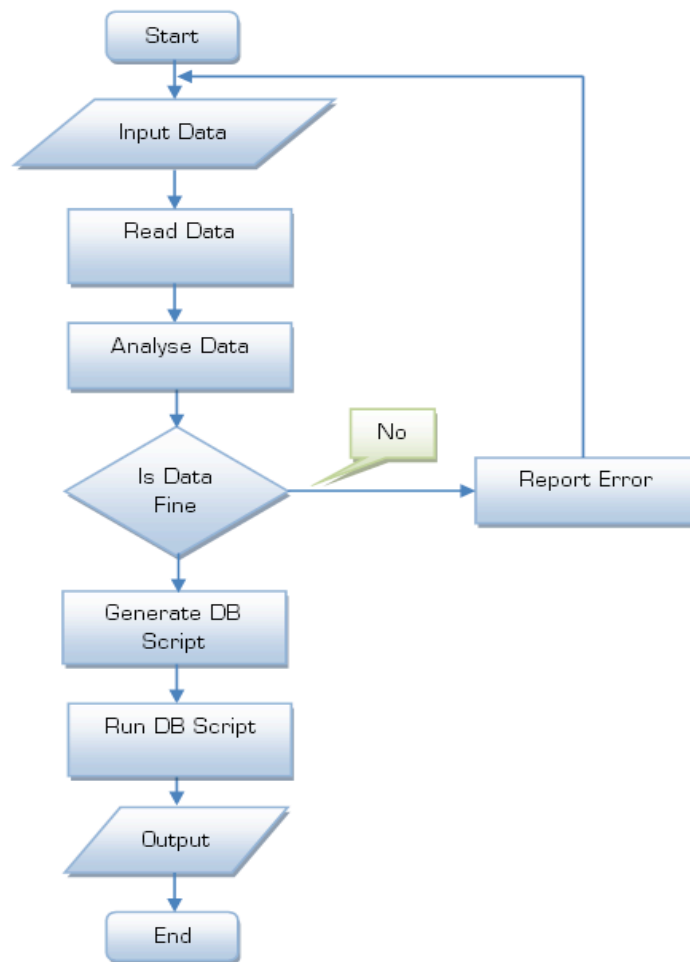 Start
Input Data
Read Data
Analyse Data
No
Is Data
Fine
Report Error
Generate DB
Script
Run DB Script
Output
End